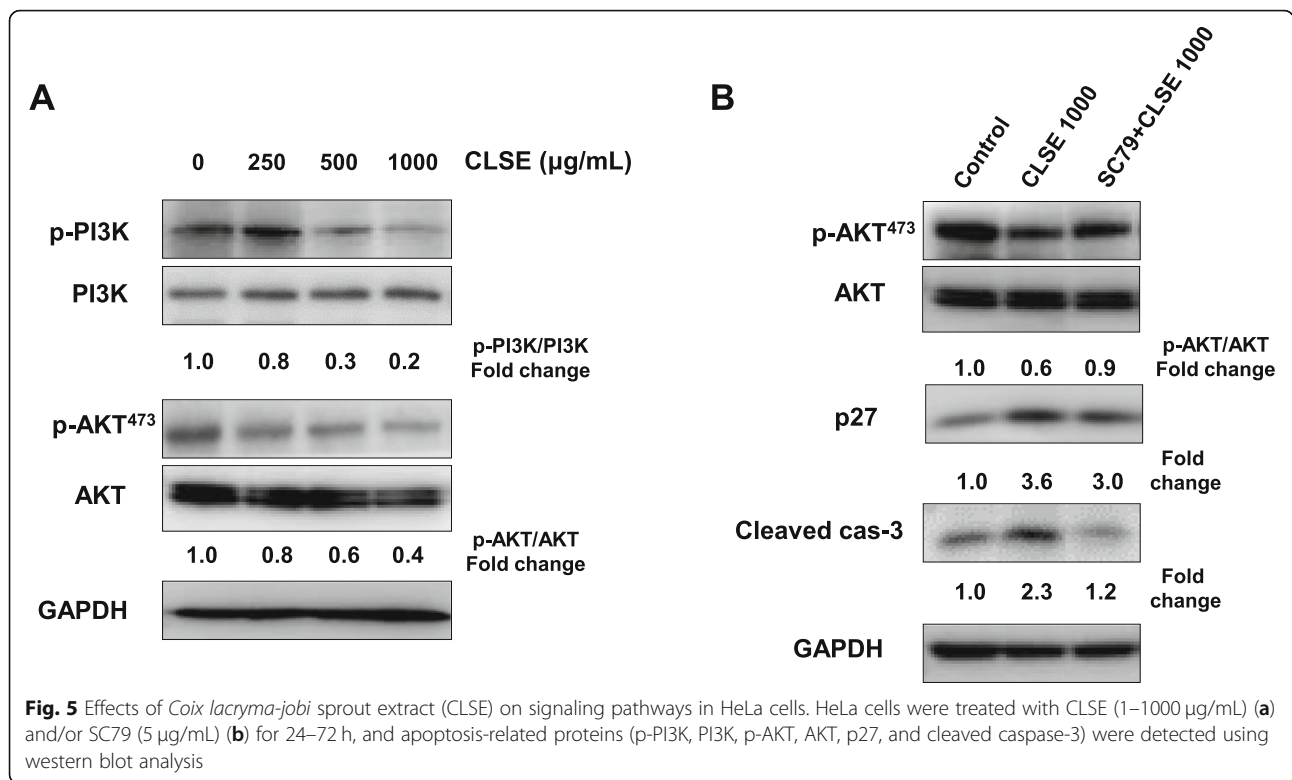 A
0 250 500 1000 CLSE (µg/mL)
p-PI3K
PI3K
1.0 0.8 0.3 0.2 p-PI3K/PI3K
Fold change
p-AKT473
AKT
1.0 0.8 0.6 0.4 p-AKT/AKT
Fold change
GAPDH
B
Control CLSE 1000 SC79+CLSE 1000
p-AKT473
AKT
1.0 0.6 0.9 p-AKT/AKT
Fold change
p27
1.0 3.6 3.0 Fold
change
Cleaved cas-3
1.0 2.3 1.2 Fold
change
GAPDH
Fig. 5 Effects of Coix lacryma-jobi sprout extract (CLSE) on signaling pathways in HeLa cells. HeLa cells were treated with CLSE (1–1000 µg/mL) (a)
and/or SC79 (5 µg/mL) (b) for 24–72 h, and apoptosis-related proteins (p-PI3K, PI3K, p-AKT, AKT, p27, and cleaved caspase-3) were detected using
western blot analysis